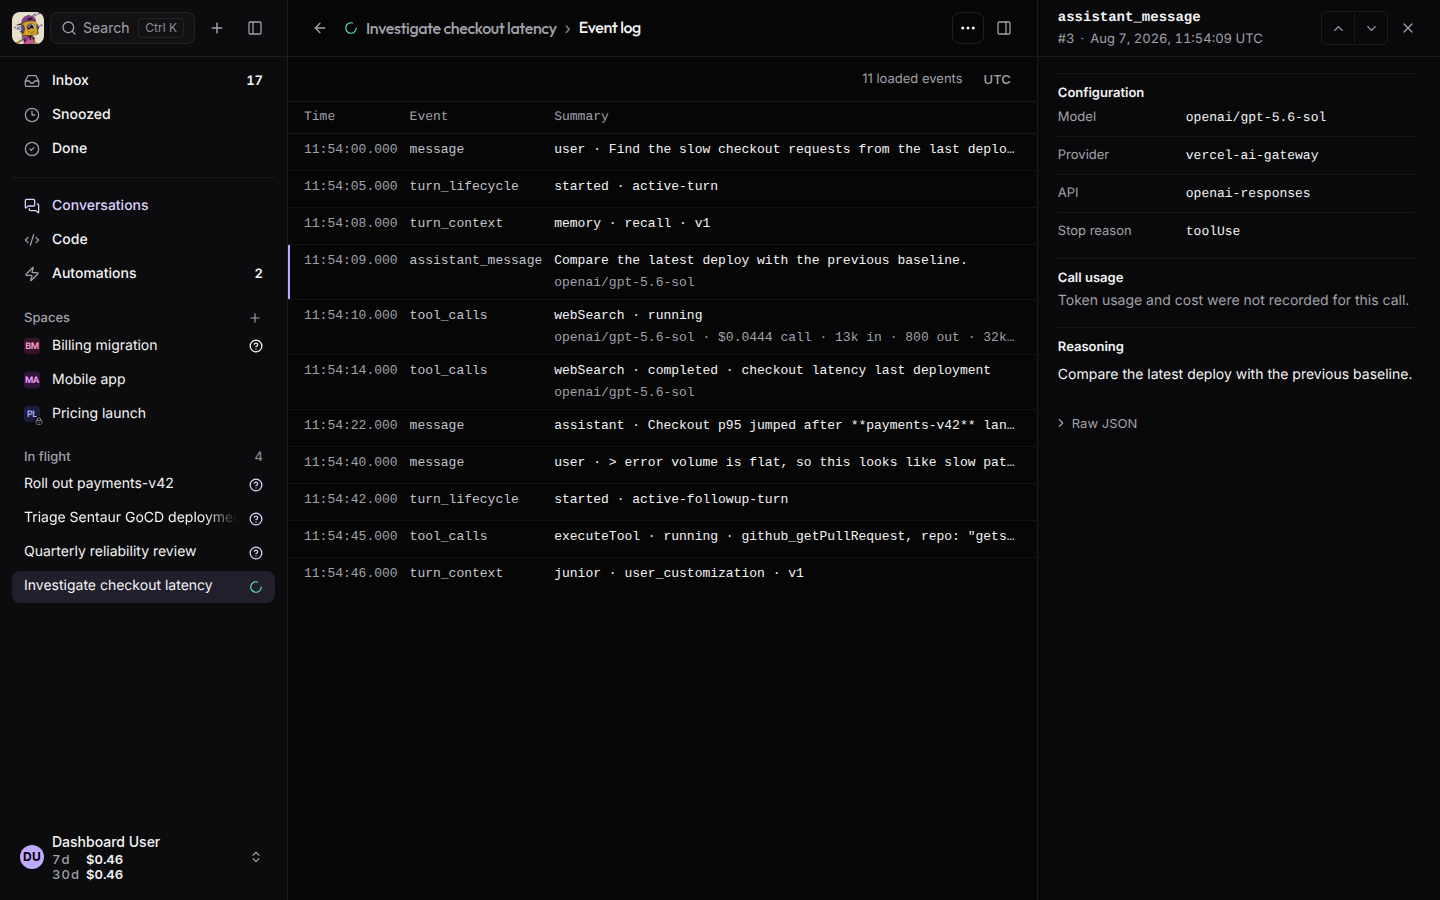 Search Ctrl K
Inbox 17
Snoozed
Done
Conversations
Code
Automations 2
Spaces
BM Billing migration
MA Mobile app
PL Pricing launch
In flight 4
Roll out payments-v42
Triage Sentaur GoCD deployme
Quarterly reliability review
Investigate checkout latency
DU Dashboard User
7d $0.46
30d $0.46
Investigate checkout latency › Event log
11 loaded events UTC
Time Event Summary
11:54:00.000 message user · Find the slow checkout requests from the last deplo…
11:54:05.000 turn_lifecycle started · active-turn
11:54:08.000 turn_context memory · recall · v1
11:54:09.000 assistant_message Compare the latest deploy with the previous baseline.
openai/gpt-5.6-sol
11:54:10.000 tool_calls webSearch · running
openai/gpt-5.6-sol · $0.0444 call · 13k in · 800 out · 32k…
11:54:14.000 tool_calls webSearch · completed · checkout latency last deployment
openai/gpt-5.6-sol
11:54:22.000 message assistant · Checkout p95 jumped after **payments-v42** lan…
11:54:40.000 message user · > error volume is flat, so this looks like slow pat…
11:54:42.000 turn_lifecycle started · active-followup-turn
11:54:45.000 tool_calls executeTool · running · github_getPullRequest, repo: "gets…
11:54:46.000 turn_context junior · user_customization · v1
assistant_message
#3 · Aug 7, 2026, 11:54:09 UTC
Configuration
Model openai/gpt-5.6-sol
Provider vercel-ai-gateway
API openai-responses
Stop reason toolUse
Call usage
Token usage and cost were not recorded for this call.
Reasoning
Compare the latest deploy with the previous baseline.
Raw JSON